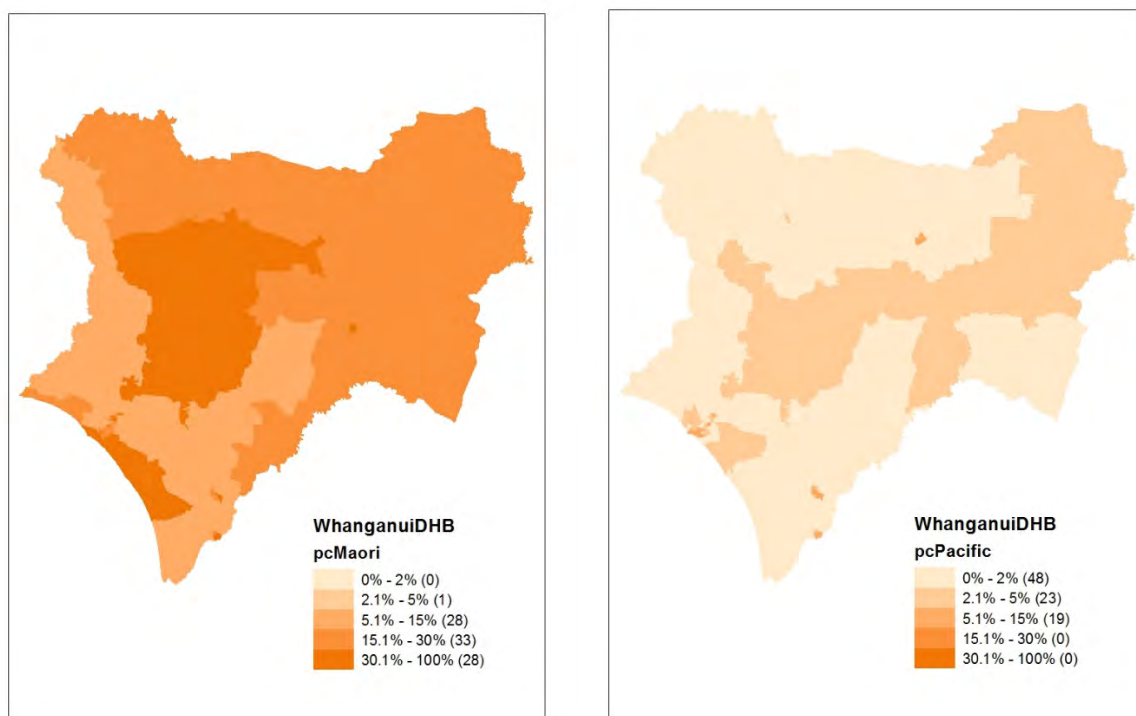 WhanganuiDHB
pcMaori
0% - 2% (0)
2.1% - 5% (1)
5.1% - 15% (28)
15.1% - 30% (33)
30.1% - 100% (28)
WhanganuiDHB
pcPacific
0% - 2% (48)
2.1% - 5% (23)
5.1% - 15% (19)
15.1% - 30% (0)
30.1% - 100% (0)